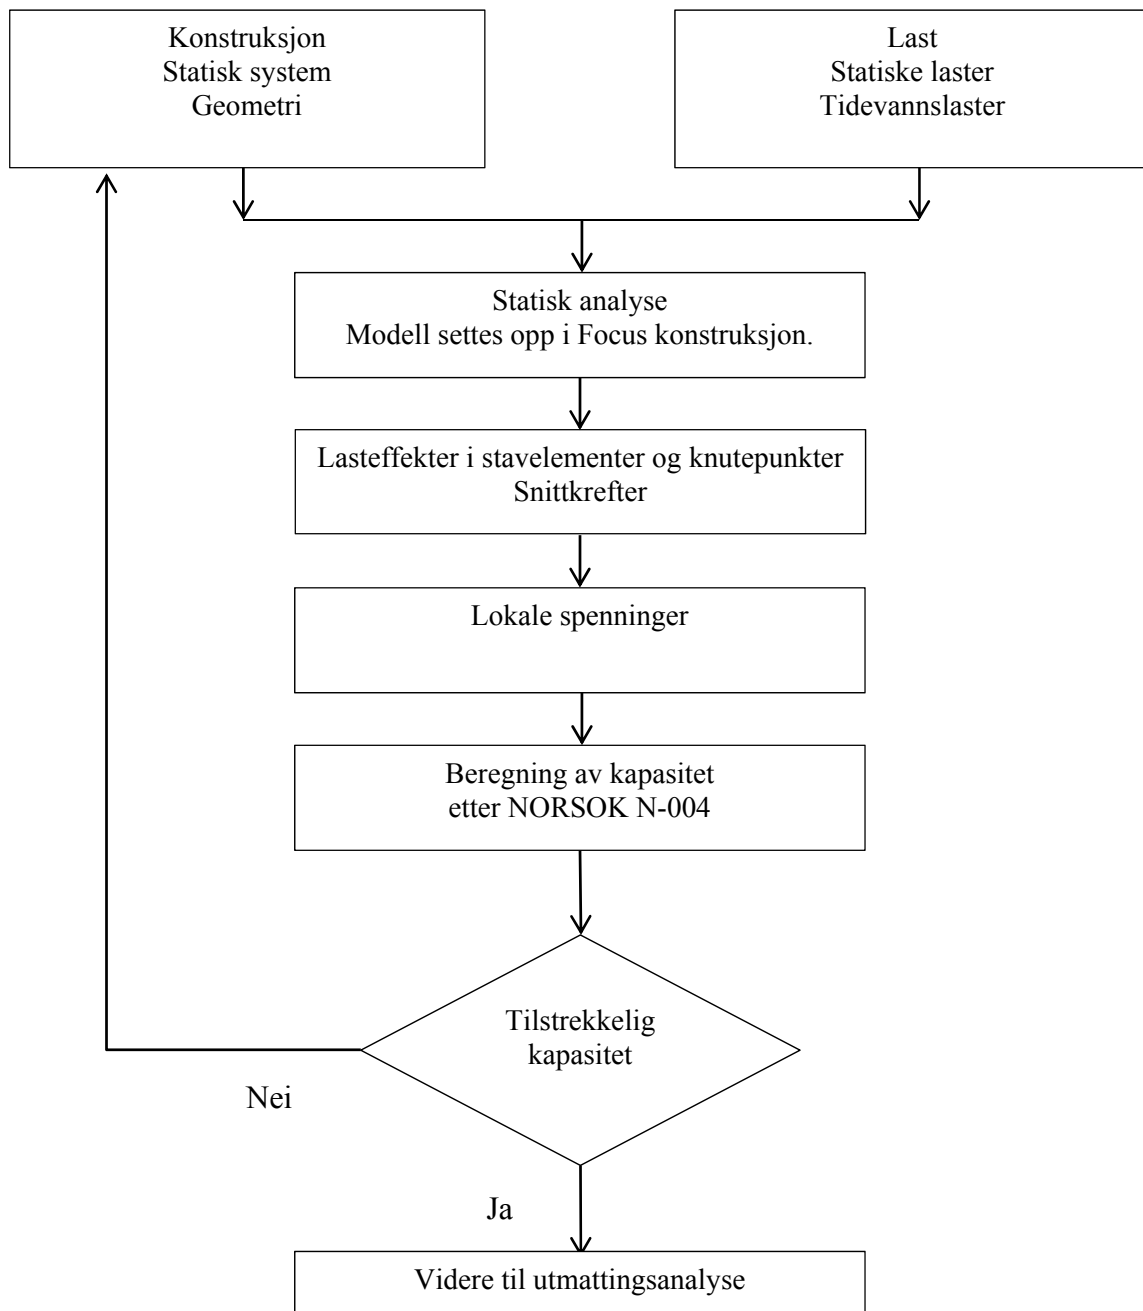 Konstruksjon
Statisk system
Geometri
Last
Statiske laster
Tidevannslaster
Statisk analyse
Modell settes opp i Focus konstruksjon.
Lasteffekter i stavelementer og knutepunkter
Snittkrefter
Lokale spenninger
Beregning av kapasitet
etter NORSOK N-004
Tilstrekkelig
kapasitet
Nei
Ja
Videre til utmattingsanalyse